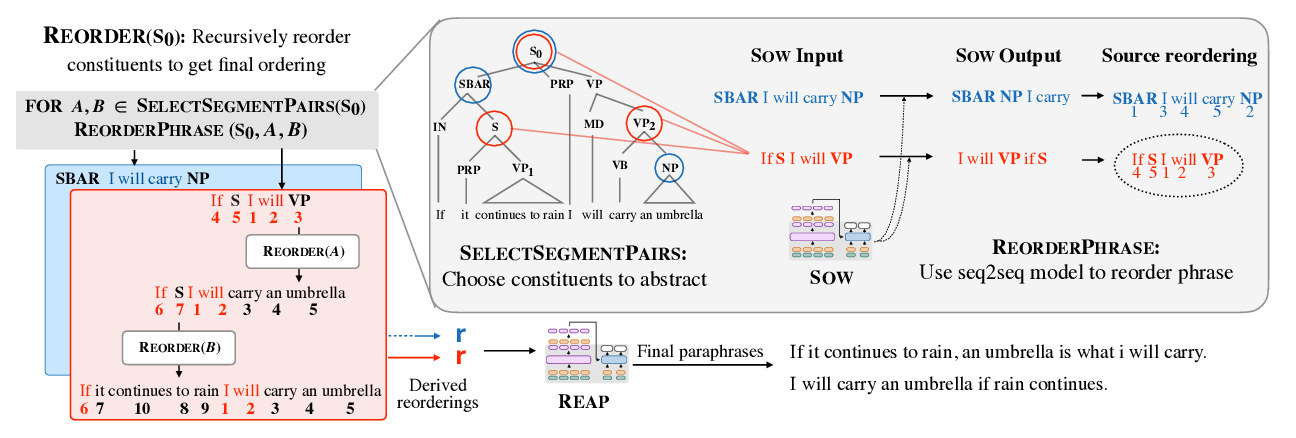 REORDER(S0): Recursively reorder
constituents to get final ordering
FOR A, B ∈ SELECTSEGMENTPAIRS(S0)
REORDERPHRASE (S0, A, B)
SBAR I will carry NP
If S I will VP
4 5 1 2 3
REORDER(A)
If S I will carry an umbrella
6 7 1 2 3 4 5
REORDER(B)
If it continues to rain I will carry an umbrella
6 7 10 8 9 1 2 3 4 5
S0
SBAR PRP VP
IN S MD VP2
PRP VP1 VB NP
If it continues to rain I will carry an umbrella
SELECTSEGMENTPAIRS:
Choose constituents to abstract
SOW Input SOW Output Source reordering
SBAR I will carry NP SBAR NP I carry SBAR I will carry NP
1 3 4 5 2
If S I will VP I will VP if S If S I will VP
4 5 1 2 3
SOW
REORDERPHRASE:
Use seq2seq model to reorder phrase
r
r
Derived
reorderings
REAP
Final paraphrases
If it continues to rain, an umbrella is what i will carry.
I will carry an umbrella if rain continues.